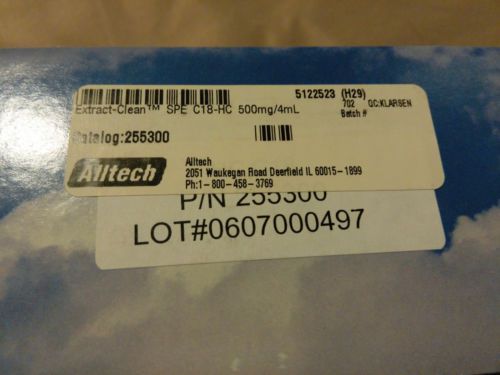 5122523 (H29)
Extract-Clean™ SPE C18-HC 500mg/4mL
702 QC:KLARSEN
Batch #
Catalog:255300
Alltech
Alltech
2051 Waukegan Road Deerfield IL 60015-1899
Ph:1-800-458-3769
P/N 255300
LOT#0607000497